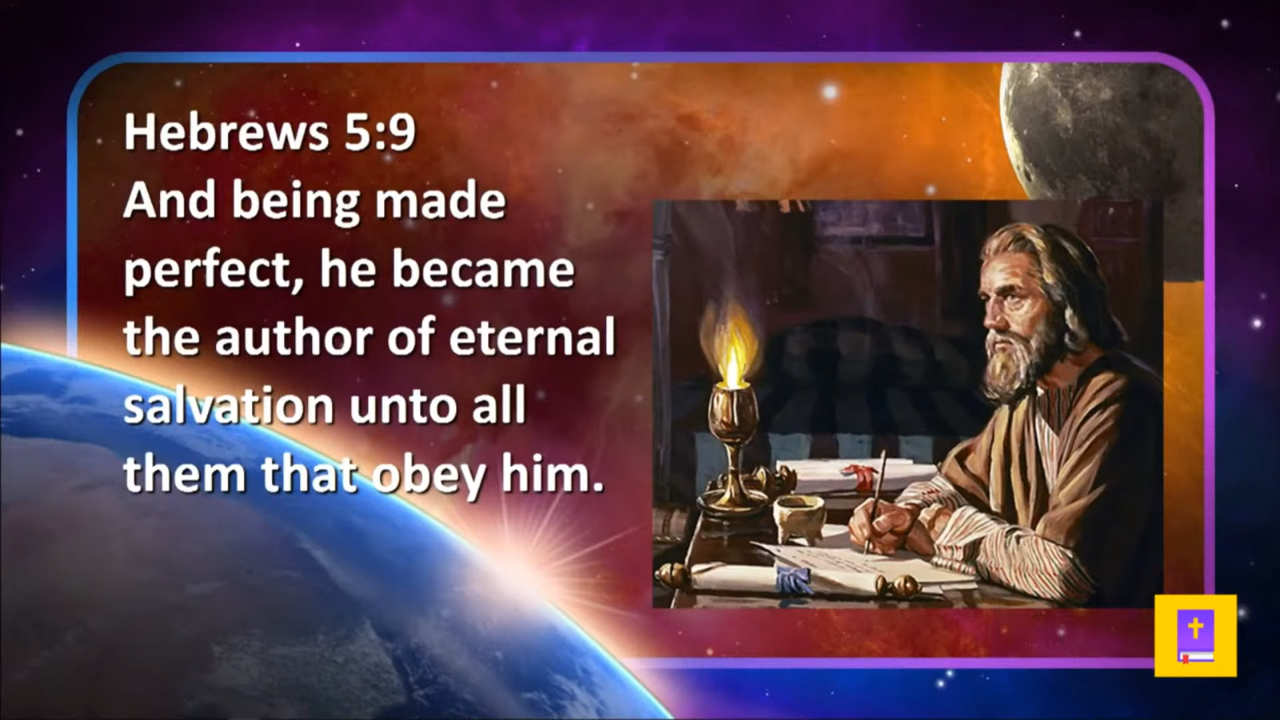 Hebrews 5:9
And being made
perfect, he became
the author of eternal
salvation unto all
them that obey him.